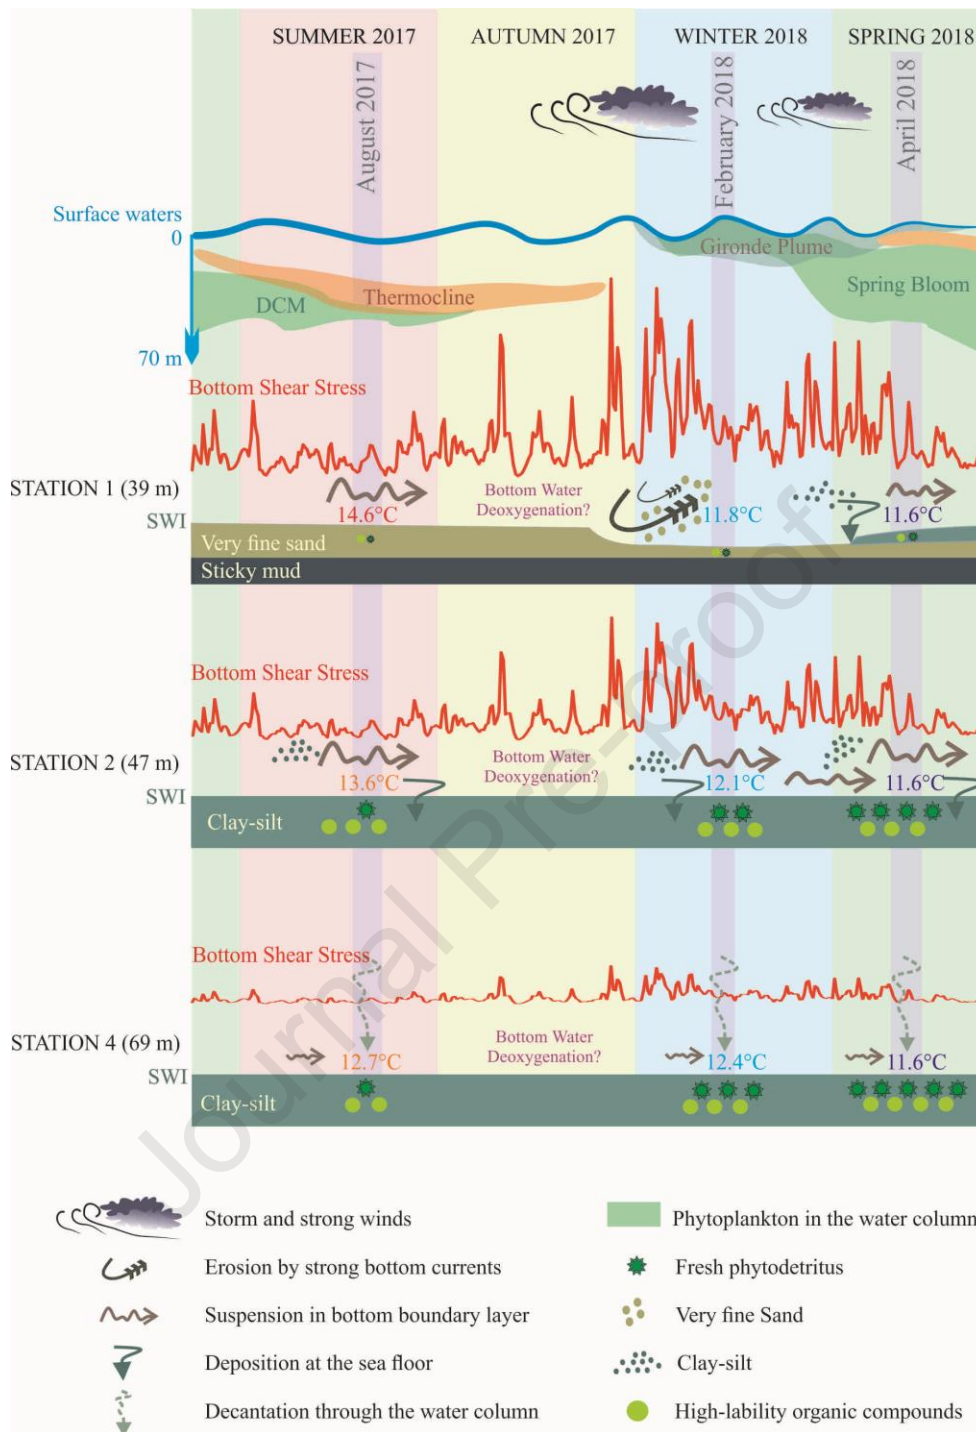 SUMMER 2017
AUTUMN 2017
WINTER 2018
SPRING 2018
August 2017
February 2018
April 2018
Surface waters
0
Gironde Plume
Spring Bloom
DCM
Thermocline
70 m
Bottom Shear Stress
STATION 1 (39 m)
SWI
14.6°C
Bottom Water
Deoxygenation?
11.8°C
11.6°C
Very fine sand
Sticky mud
Bottom Shear Stress
STATION 2 (47 m)
SWI
13.6°C
Bottom Water
Deoxygenation?
12.1°C
11.6°C
Clay-silt
Bottom Shear Stress
STATION 4 (69 m)
SWI
12.7°C
Bottom Water
Deoxygenation?
12.4°C
11.6°C
Clay-silt
Journal Pre-proof
Storm and strong winds
Erosion by strong bottom currents
Suspension in bottom boundary layer
Deposition at the sea floor
Decantation through the water column
Phytoplankton in the water column
Fresh phytodetritus
Very fine Sand
Clay-silt
High-lability organic compounds